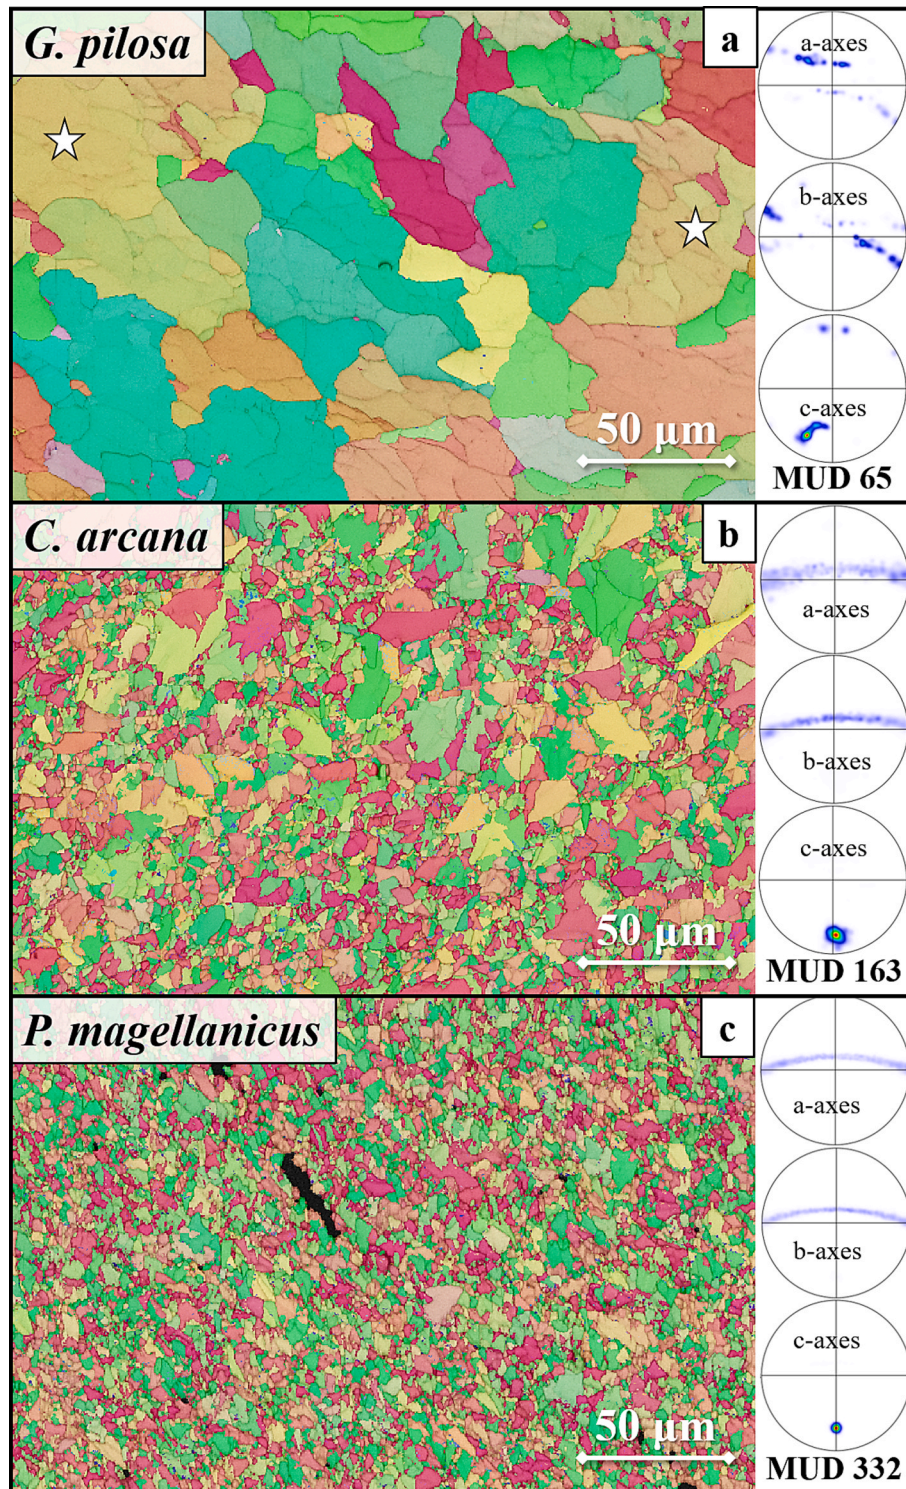 G. pilosa
a
a-axes
b-axes
c-axes
50 µm
MUD 65
C. arcana
b
a-axes
b-axes
c-axes
50 µm
MUD 163
P. magellanicus
c
a-axes
b-axes
c-axes
50 µm
MUD 332